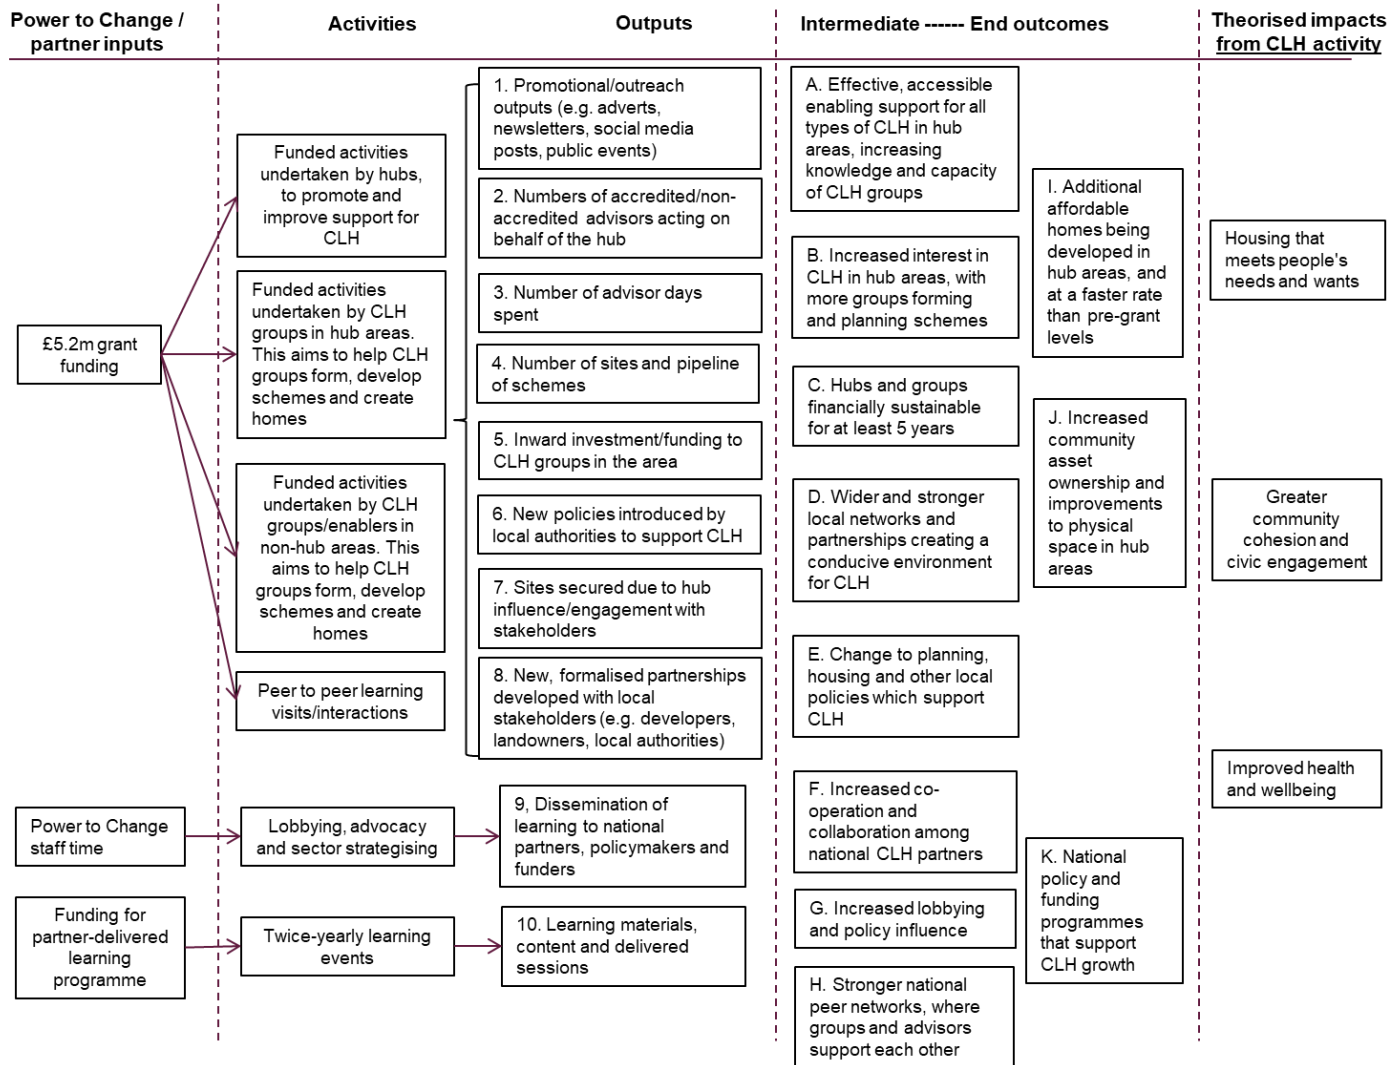 Power to Change /
partner inputs
Activities
Outputs
Intermediate ------ End outcomes
Theorised impacts
from CLH activity
£5.2m grant
funding
Power to Change
staff time
Funding for
partner-delivered
learning
programme
Funded activities
undertaken by hubs,
to promote and
improve support for
CLH
Funded activities
undertaken by CLH
groups in hub areas.
This aims to help CLH
groups form, develop
schemes and create
homes
Funded activities
undertaken by CLH
groups/enablers in
non-hub areas. This
aims to help CLH
groups form, develop
schemes and create
homes
Peer to peer learning
visits/interactions
Lobbying, advocacy
and sector strategising
Twice-yearly learning
events
1. Promotional/outreach
outputs (e.g. adverts,
newsletters, social media
posts, public events)
2. Numbers of accredited/non-
accredited advisors acting on
behalf of the hub
3. Number of advisor days
spent
4. Number of sites and pipeline
of schemes
5. Inward investment/funding to
CLH groups in the area
6. New policies introduced by
local authorities to support CLH
7. Sites secured due to hub
influence/engagement with
stakeholders
8. New, formalised partnerships
developed with local
stakeholders (e.g. developers,
landowners, local authorities)
9, Dissemination of
learning to national
partners, policymakers and
funders
10. Learning materials,
content and delivered
sessions
A. Effective, accessible
enabling support for all
types of CLH in hub
areas, increasing
knowledge and capacity
of CLH groups
B. Increased interest in
CLH in hub areas, with
more groups forming
and planning schemes
C. Hubs and groups
financially sustainable
for at least 5 years
D. Wider and stronger
local networks and
partnerships creating a
conducive environment
for CLH
E. Change to planning,
housing and other local
policies which support
CLH
F. Increased co-
operation and
collaboration among
national CLH partners
G. Increased lobbying
and policy influence
H. Stronger national
peer networks, where
groups and advisors
support each other
I. Additional
affordable
homes being
developed in
hub areas, and
at a faster rate
than pre-grant
levels
J. Increased
community
asset
ownership and
improvements
to physical
space in hub
areas
K. National
policy and
funding
programmes
that support
CLH growth
Housing that
meets people's
needs and wants
Greater
community
cohesion and
civic engagement
Improved health
and wellbeing